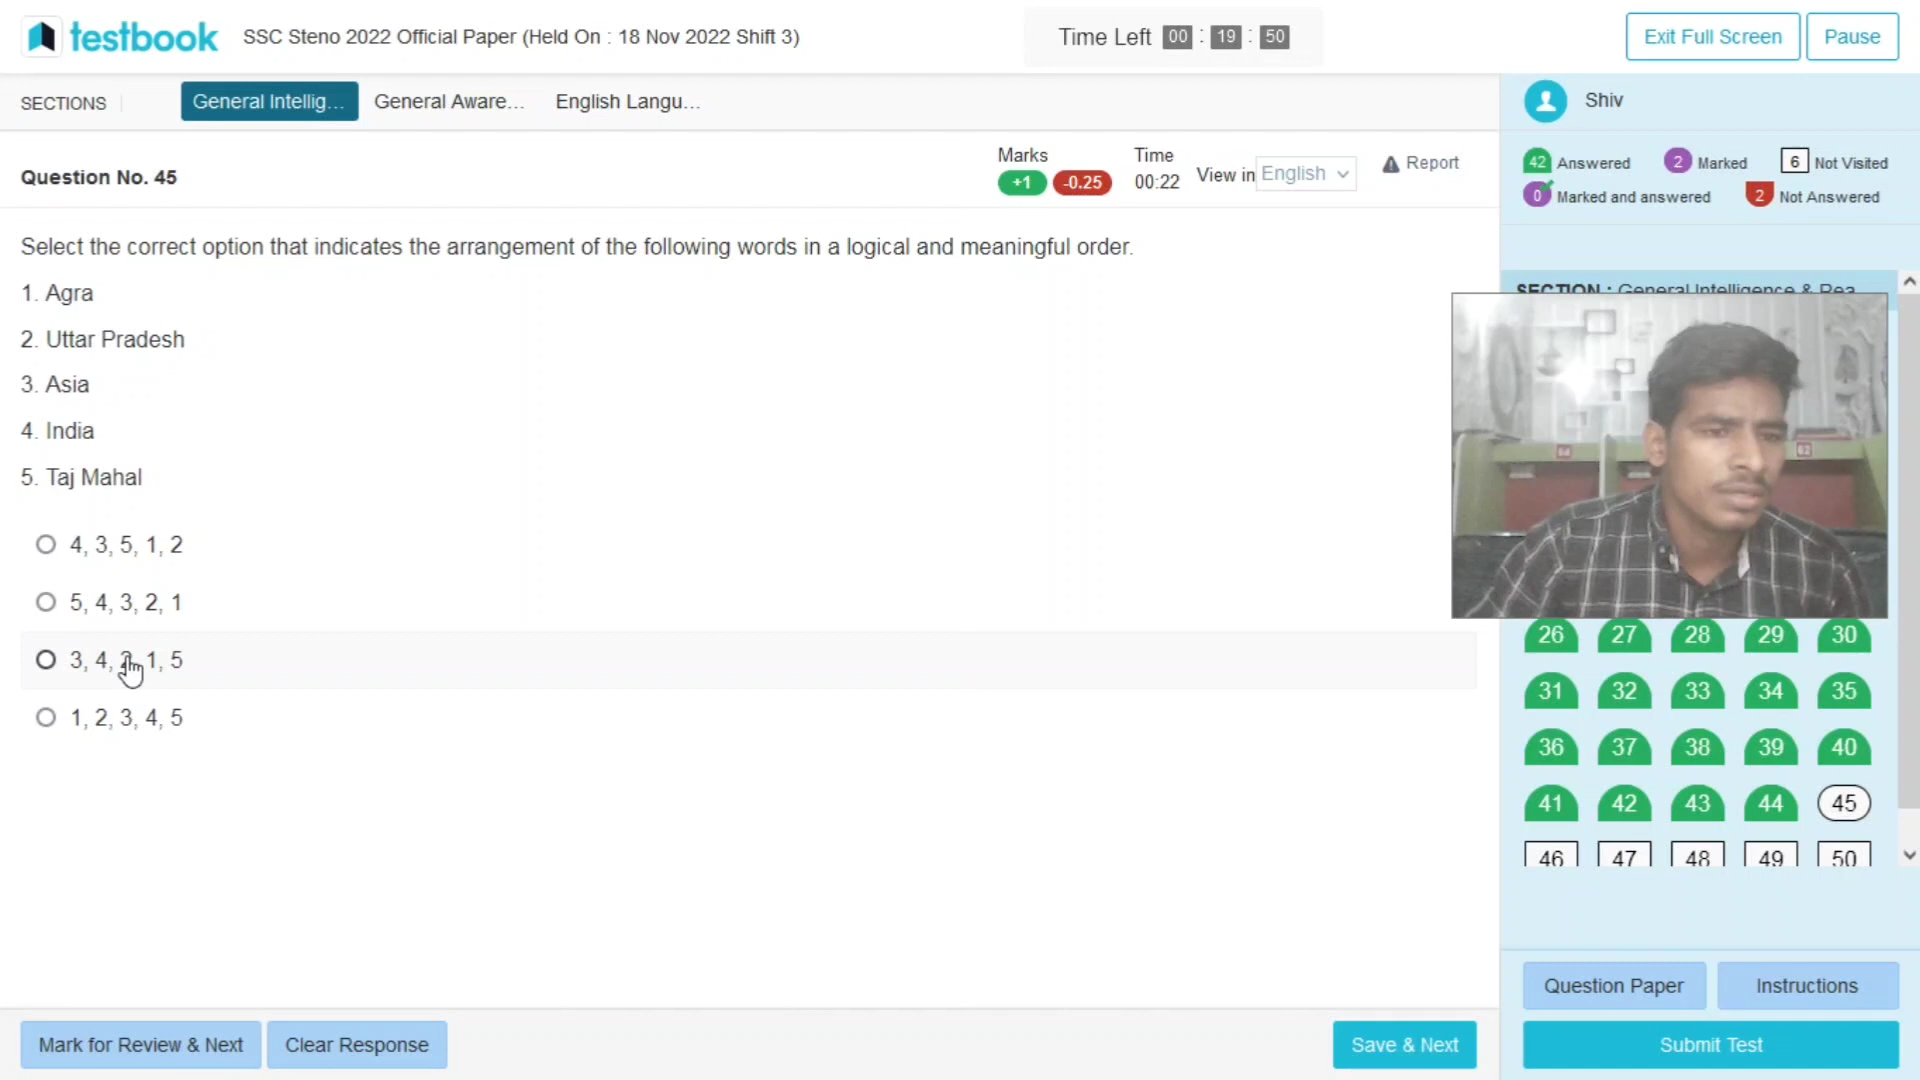 testbook SSC Steno 2022 Official Paper (Held On : 18 Nov 2022 Shift 3) Time Left 00 : 19 : 50 Exit Full Screen Pause
SECTIONS General Intellig... General Aware... English Langu...
Shiv
Question No. 45
Marks
+1 -0.25
Time
00:22
View in English
Report
42 Answered 2 Marked 6 Not Visited
0 Marked and answered 2 Not Answered
Select the correct option that indicates the arrangement of the following words in a logical and meaningful order.
1. Agra
2. Uttar Pradesh
3. Asia
4. India
5. Taj Mahal
4, 3, 5, 1, 2
5, 4, 3, 2, 1
3, 4, 2, 1, 5
1, 2, 3, 4, 5
SECTION : General Intelligence & Rea
26 27 28 29 30
31 32 33 34 35
36 37 38 39 40
41 42 43 44 45
46 47 48 49 50
Question Paper Instructions
Mark for Review & Next Clear Response Save & Next Submit Test